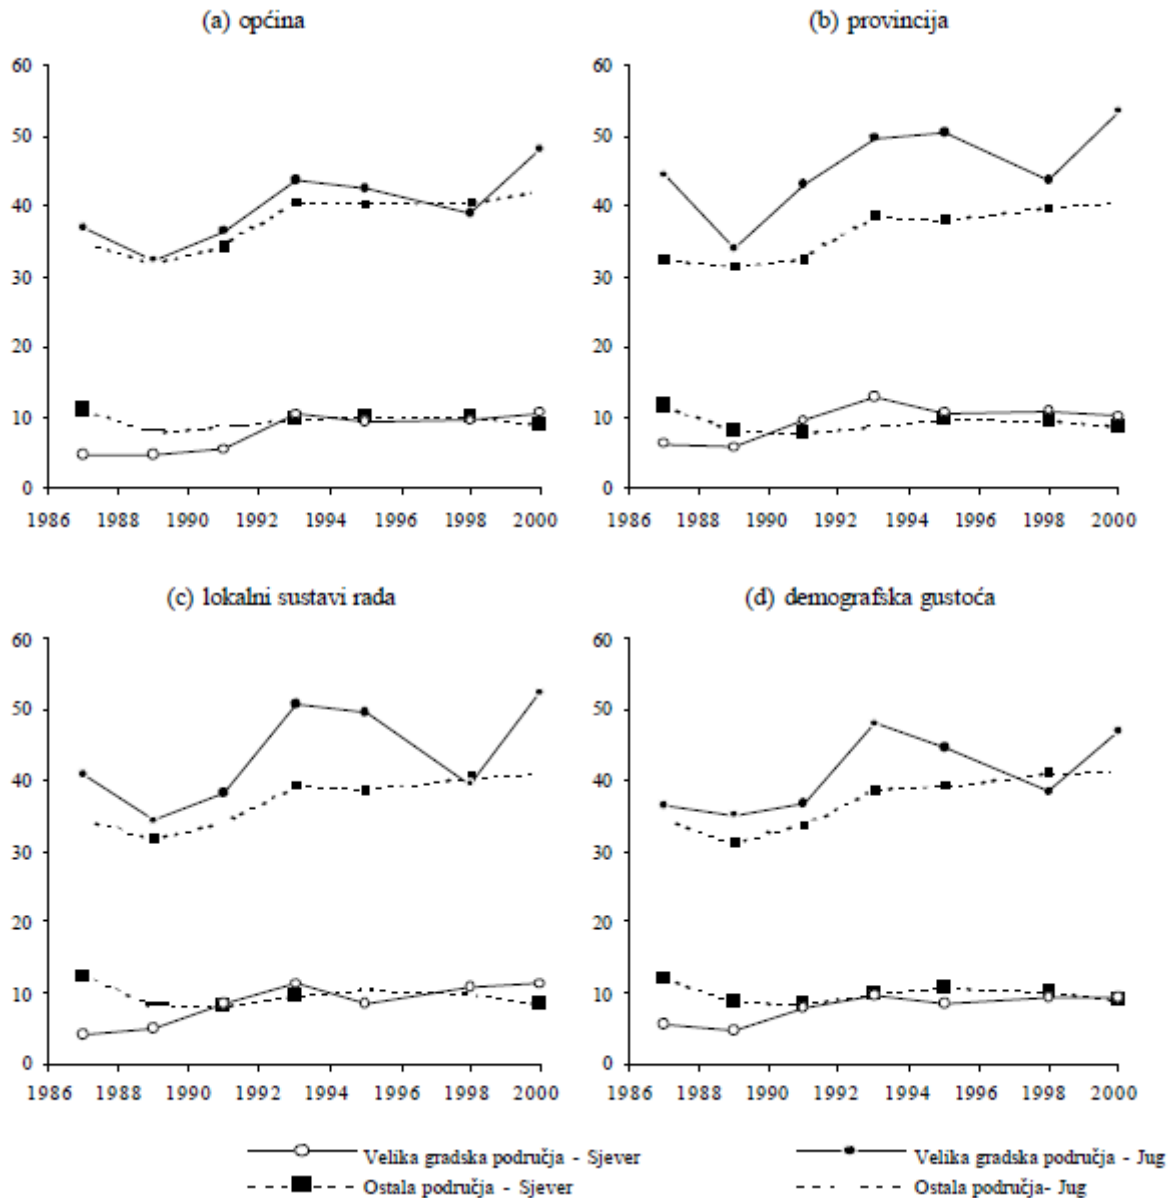 (a) općina
(b) provincija
60
50
40
30
20
10
0
1986 1988 1990 1992 1994 1996 1998 2000
60
50
40
30
20
10
0
1986 1988 1990 1992 1994 1996 1998 2000
(c) lokalni sustavi rada
(d) demografska gustoća
60
50
40
30
20
10
0
1986 1988 1990 1992 1994 1996 1998 2000
60
50
40
30
20
10
0
1986 1988 1990 1992 1994 1996 1998 2000
Velika gradska područja - Sjever
Velika gradska područja - Jug
Ostala područja - Sjever
Ostala područja- Jug